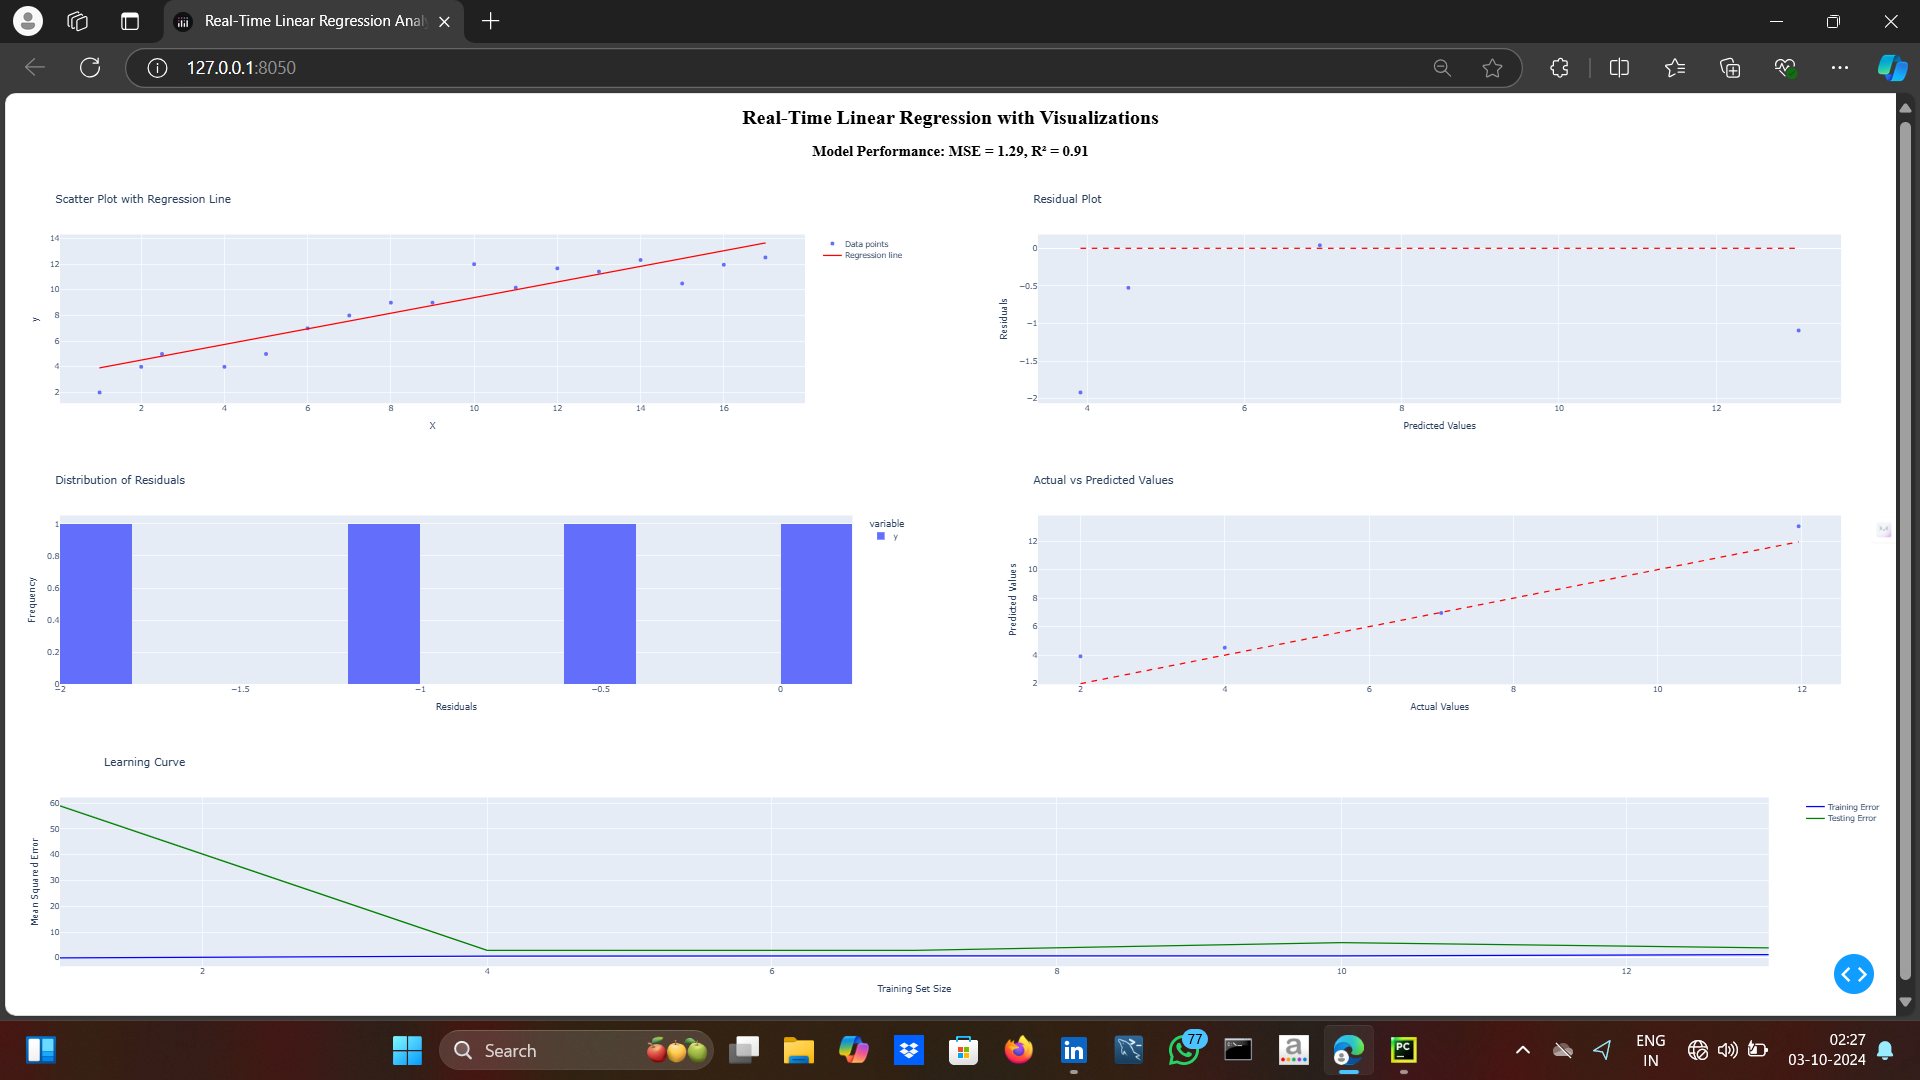 Real-Time Linear Regression Anal
127.0.0.1:8050
Real-Time Linear Regression with Visualizations
Model Performance: MSE = 1.29, R² = 0.91
Scatter Plot with Regression Line
14
12
10
8
6
4
2
y
2 4 6 8 10 12 14 16
X
Data points
Regression line
Residual Plot
0
−0.5
−1
−1.5
−2
Residuals
4 6 8 10 12
Predicted Values
Distribution of Residuals
1
0.8
0.6
0.4
0.2
0
Frequency
−2 −1.5 −1 −0.5 0
Residuals
variable
y
Actual vs Predicted Values
12
10
8
6
4
2
Predicted Values
2 4 6 8 10 12
Actual Values
Learning Curve
60
50
40
30
20
10
0
Mean Squared Error
2 4 6 8 10 12
Training Set Size
Training Error
Testing Error
Search
in
77
a
PC
ENG
IN
02:27
03-10-2024